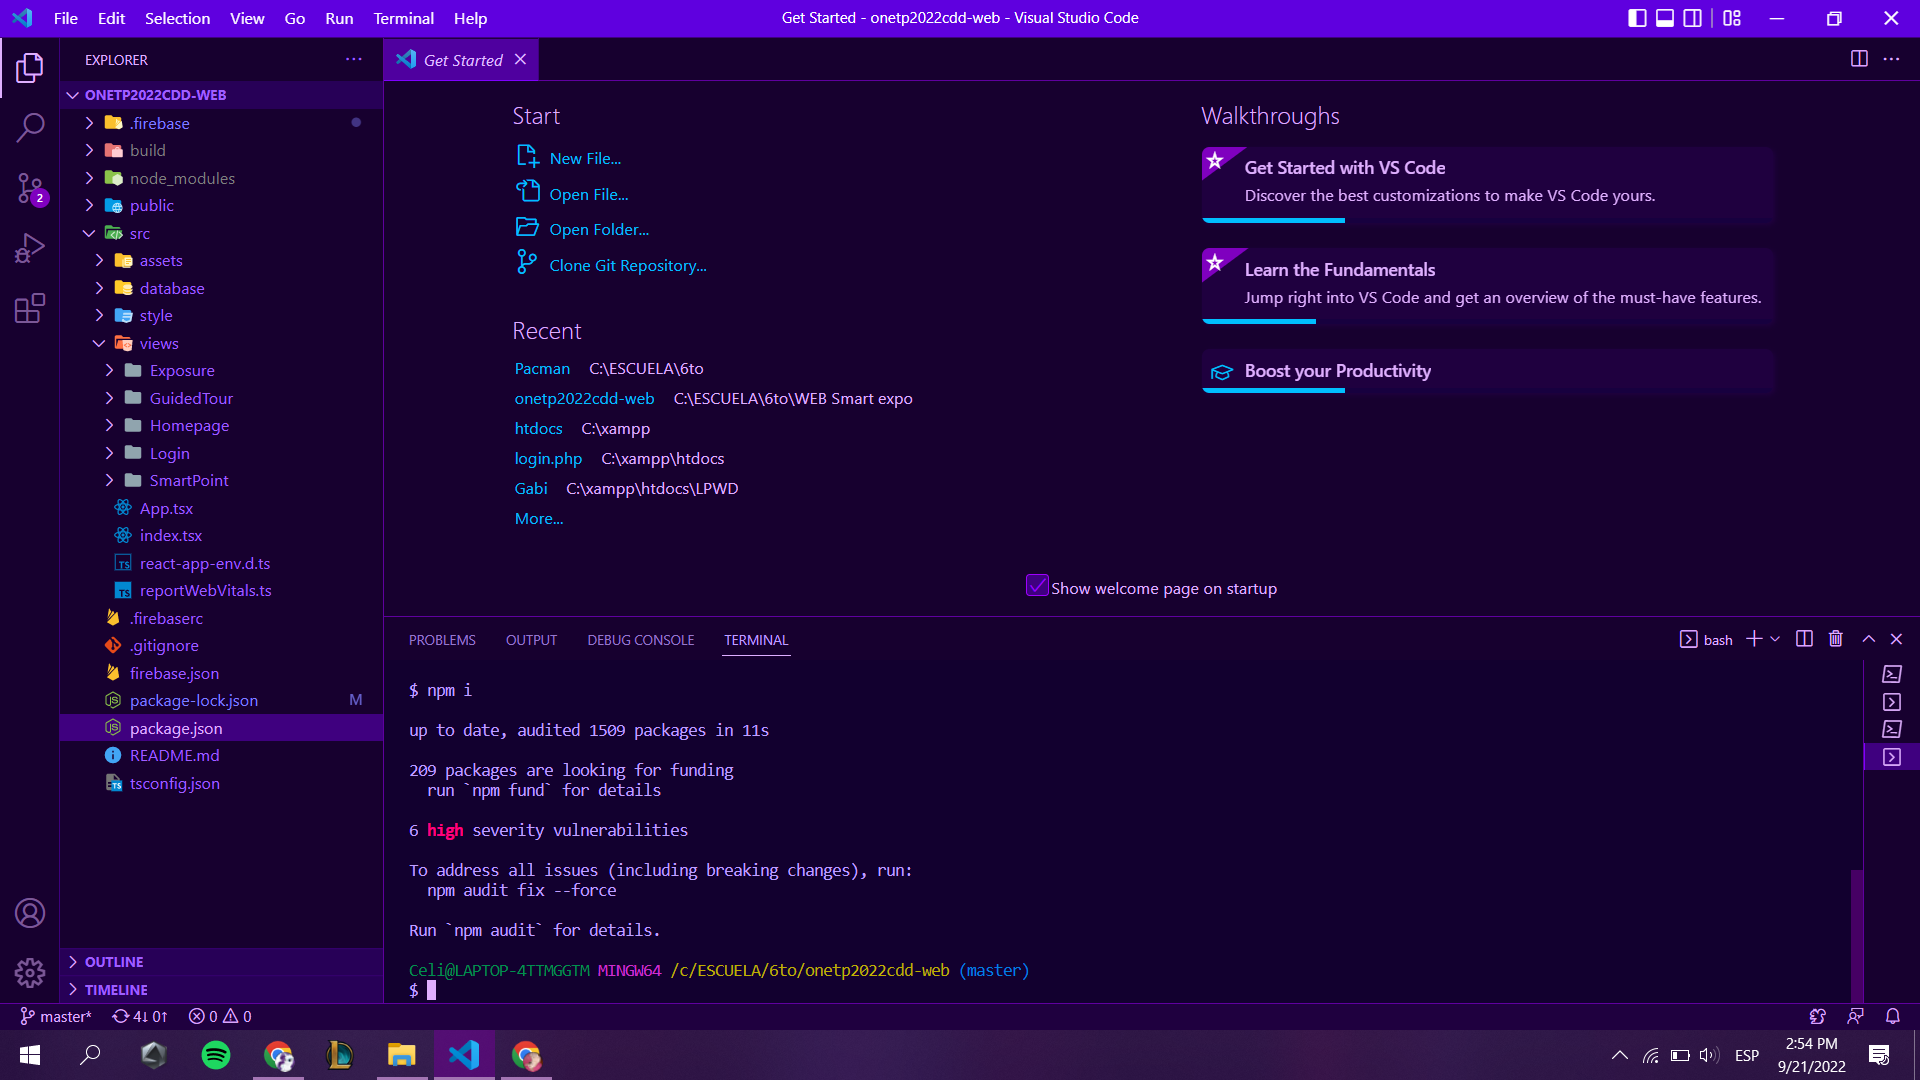 File Edit Selection View Go Run Terminal Help
Get Started - onetp2022cdd-web - Visual Studio Code
EXPLORER
ONETP2022CDD-WEB
.firebase
build
node_modules
public
src
assets
database
style
views
Exposure
GuidedTour
Homepage
Login
SmartPoint
App.tsx
index.tsx
TS react-app-env.d.ts
TS reportWebVitals.ts
.firebaserc
.gitignore
firebase.json
JS package-lock.json M
JS package.json
README.md
TS tsconfig.json
OUTLINE
TIMELINE
2
Get Started
Start
New File...
Open File...
Open Folder...
Clone Git Repository...
Recent
Pacman C:\ESCUELA\6to
onetp2022cdd-web C:\ESCUELA\6to\WEB Smart expo
htdocs C:\xampp
login.php C:\xampp\htdocs
Gabi C:\xampp\htdocs\LPWD
More...
Walkthroughs
Get Started with VS Code
Discover the best customizations to make VS Code yours.
Learn the Fundamentals
Jump right into VS Code and get an overview of the must-have features.
Boost your Productivity
Show welcome page on startup
PROBLEMS OUTPUT DEBUG CONSOLE TERMINAL
bash
$ npm i
up to date, audited 1509 packages in 11s
209 packages are looking for funding
run `npm fund` for details
6 high severity vulnerabilities
To address all issues (including breaking changes), run:
npm audit fix --force
Run `npm audit` for details.
Celi@LAPTOP-4TTMGGTM MINGW64 /c/ESCUELA/6to/onetp2022cdd-web (master)
$
master* 4↓ 0↑ 0 0
ESP
2:54 PM
9/21/2022